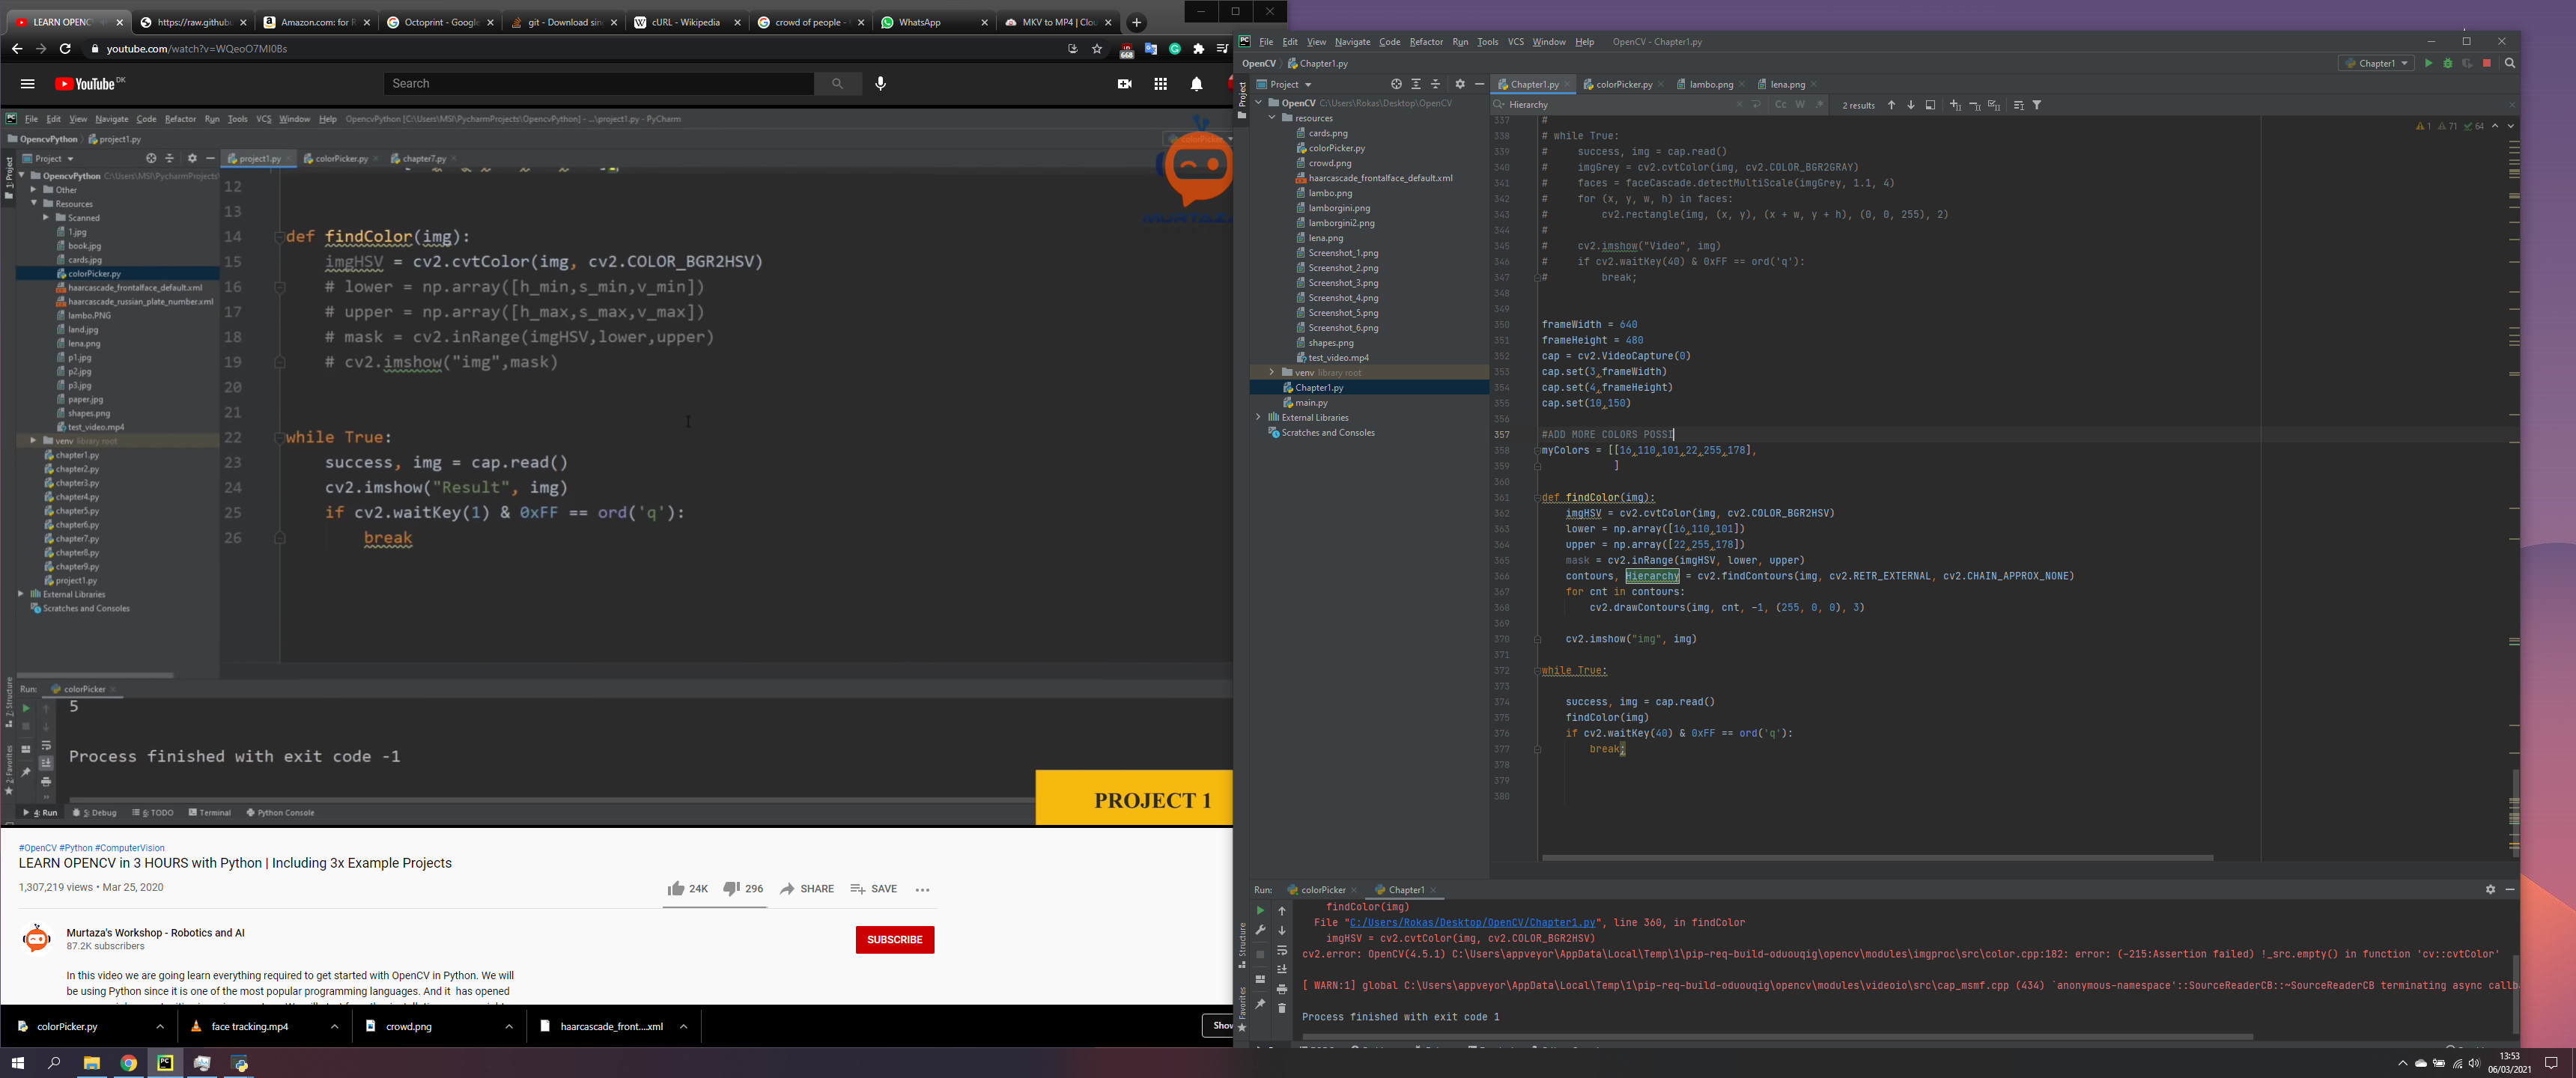 LEARN OPENC
https://raw.githubu
Amazon.com: for R
Octoprint - Google
git - Download sin
cURL - Wikipedia
crowd of people -
WhatsApp
MKV to MP4 | Clou
youtube.com/watch?v=WQeoO7MI0Bs
YouTube DK
Search
File Edit View Navigate Code Refactor Run Tools VCS Window Help OpencvPython [C:\Users\MSI\PycharmProjects\OpencvPython] - ...\project1.py - PyCharm
OpencvPython project1.py
Project
project1.py colorPicker.py chapter7.py
1: Project
OpencvPython C:\Users\MSI\PycharmProjects
Other
Resources
Scanned
1.jpg
book.jpg
cards.jpg
colorPicker.py
haarcascade_frontalface_default.xml
haarcascade_russian_plate_number.xml
lambo.PNG
land.jpg
lena.png
p1.jpg
p2.jpg
p3.jpg
paper.jpg
shapes.png
test_video.mp4
venv library root
chapter1.py
chapter2.py
chapter3.py
chapter4.py
chapter5.py
chapter6.py
chapter7.py
chapter8.py
chapter9.py
project1.py
External Libraries
Scratches and Consoles
12
13
14 def findColor(img):
15 imgHSV = cv2.cvtColor(img, cv2.COLOR_BGR2HSV)
16 # lower = np.array([h_min,s_min,v_min])
17 # upper = np.array([h_max,s_max,v_max])
18 # mask = cv2.inRange(imgHSV,lower,upper)
19 # cv2.imshow("img",mask)
20
21
22 while True:
23 success, img = cap.read()
24 cv2.imshow("Result", img)
25 if cv2.waitKey(1) & 0xFF == ord('q'):
26 break
Run: colorPicker
5
Process finished with exit code -1
PROJECT 1
Z: Structure
2: Favorites
4: Run 5: Debug 6: TODO Terminal Python Console
#OpenCV #Python #ComputerVision
LEARN OPENCV in 3 HOURS with Python | Including 3x Example Projects
1,307,219 views • Mar 25, 2020
24K 296 SHARE SAVE
Murtaza's Workshop - Robotics and AI
87.2K subscribers
SUBSCRIBE
In this video we are going learn everything required to get started with OpenCV in Python. We will
be using Python since it is one of the most popular programming languages. And it has opened
colorPicker.py
face tracking.mp4
crowd.png
haarcascade_front....xml
Show
File Edit View Navigate Code Refactor Run Tools VCS Window Help OpenCV - Chapter1.py
OpenCV Chapter1.py
Chapter1
Project
Project
Chapter1.py colorPicker.py lambo.png lena.png
Hierarchy
Cc W
2 results
1 71 64
OpenCV C:\Users\Rokas\Desktop\OpenCV
resources
cards.png
colorPicker.py
crowd.png
haarcascade_frontalface_default.xml
lambo.png
lamborgini.png
lamborgini2.png
lena.png
Screenshot_1.png
Screenshot_2.png
Screenshot_3.png
Screenshot_4.png
Screenshot_5.png
Screenshot_6.png
shapes.png
test_video.mp4
venv library root
Chapter1.py
main.py
External Libraries
Scratches and Consoles
337 #
338 # while True:
339 # success, img = cap.read()
340 # imgGrey = cv2.cvtColor(img, cv2.COLOR_BGR2GRAY)
341 # faces = faceCascade.detectMultiScale(imgGrey, 1.1, 4)
342 # for (x, y, w, h) in faces:
343 # cv2.rectangle(img, (x, y), (x + w, y + h), (0, 0, 255), 2)
344 #
345 # cv2.imshow("Video", img)
346 # if cv2.waitKey(40) & 0xFF == ord('q'):
347 # break;
348
349
350 frameWidth = 640
351 frameHeight = 480
352 cap = cv2.VideoCapture(0)
353 cap.set(3,frameWidth)
354 cap.set(4,frameHeight)
355 cap.set(10,150)
356
357 #ADD MORE COLORS POSSI
358 myColors = [[16,110,101,22,255,178],
359 ]
360
361 def findColor(img):
362 imgHSV = cv2.cvtColor(img, cv2.COLOR_BGR2HSV)
363 lower = np.array([16,110,101])
364 upper = np.array([22,255,178])
365 mask = cv2.inRange(imgHSV, lower, upper)
366 contours, Hierarchy = cv2.findContours(img, cv2.RETR_EXTERNAL, cv2.CHAIN_APPROX_NONE)
367 for cnt in contours:
368 cv2.drawContours(img, cnt, -1, (255, 0, 0), 3)
369
370 cv2.imshow("img", img)
371
372 while True:
373
374 success, img = cap.read()
375 findColor(img)
376 if cv2.waitKey(40) & 0xFF == ord('q'):
377 break;
378
379
380
Run: colorPicker Chapter1
findColor(img)
File "C:/Users/Rokas/Desktop/OpenCV/Chapter1.py", line 360, in findColor
imgHSV = cv2.cvtColor(img, cv2.COLOR_BGR2HSV)
cv2.error: OpenCV(4.5.1) C:\Users\appveyor\AppData\Local\Temp\1\pip-req-build-oduouqig\opencv\modules\imgproc\src\color.cpp:182: error: (-215:Assertion failed) !_src.empty() in function 'cv::cvtColor'
[ WARN:1] global C:\Users\appveyor\AppData\Local\Temp\1\pip-req-build-oduouqig\opencv\modules\videoio\src\cap_msmf.cpp (434) `anonymous-namespace'::SourceReaderCB::~SourceReaderCB terminating async callb
Process finished with exit code 1
Structure
Favorites
13:53
06/03/2021